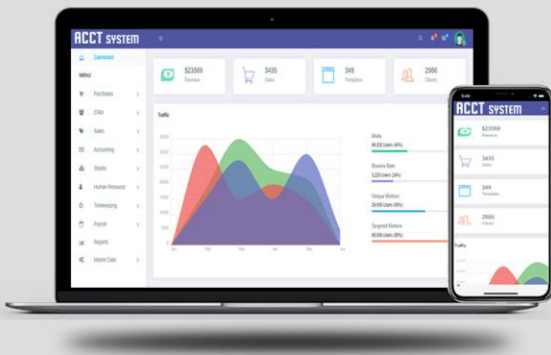 ACCT SYSTEM
Dashboard
MENU
Purchases
CRM
Sales
Accounting
Stocks
Human Resource
Timekeeping
Payroll
Reports
Master Data
$23569
Revenue
3435
Sales
349
Templates
2986
Clients
Traffic
Visits
Bounce Rate
Unique Visitors
Targeted Visitors
ACCT SYSTEM
$23569
Revenue
3435
Sales
349
Templates
2986
Clients
Traffic